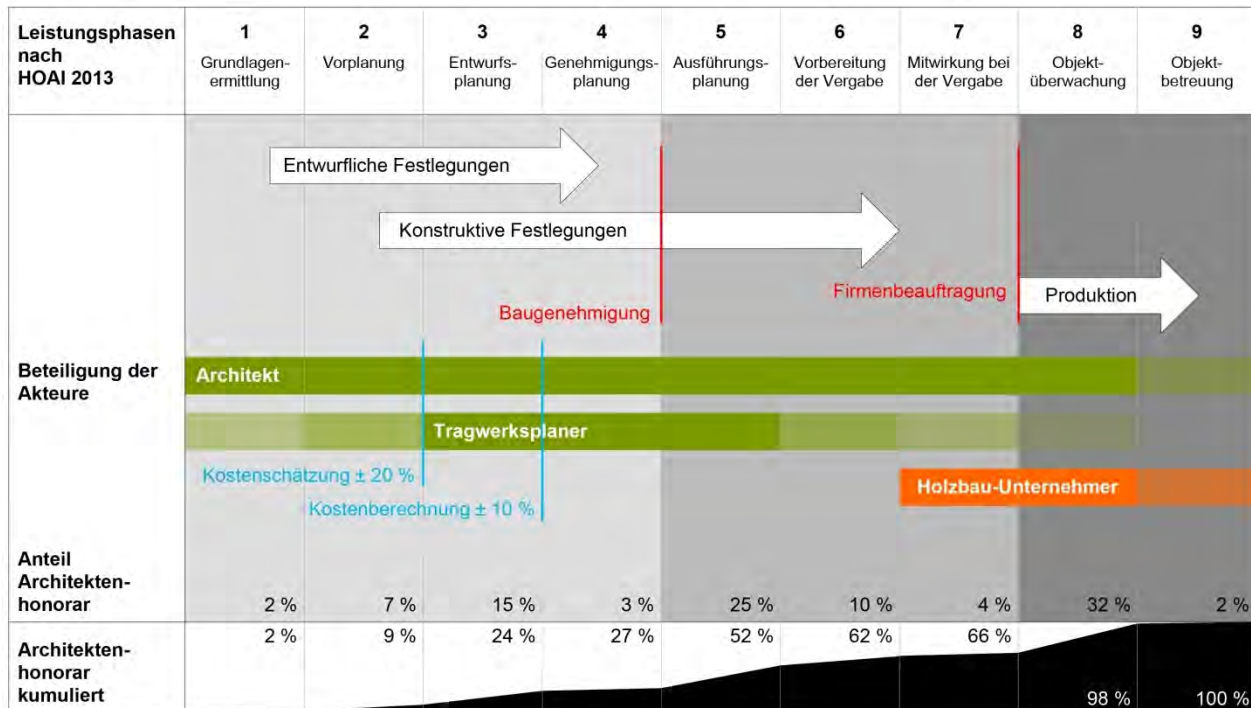 Leistungsphasen
nach
HOAI 2013
1
Grundlagen-
ermittlung
2
Vorplanung
3
Entwurfs-
planung
4
Genehmigungs-
planung
5
Ausführungs-
planung
6
Vorbereitung
der Vergabe
7
Mitwirkung bei
der Vergabe
8
Objekt-
überwachung
9
Objekt-
betreuung
Entwurfliche Festlegungen
Konstruktive Festlegungen
Firmenbeauftragung
Produktion
Baugenehmigung
Beteiligung der
Akteure
Architekt
Tragwerksplaner
Kostenschätzung ± 20 %
Holzbau-Unternehmer
Kostenberechnung ± 10 %
Anteil
Architekten-
honorar
2 % 7 % 15 % 3 % 25 % 10 % 4 % 32 % 2 %
Architekten-
honorar
kumuliert
2 % 9 % 24 % 27 % 52 % 62 % 66 % 98 % 100 %